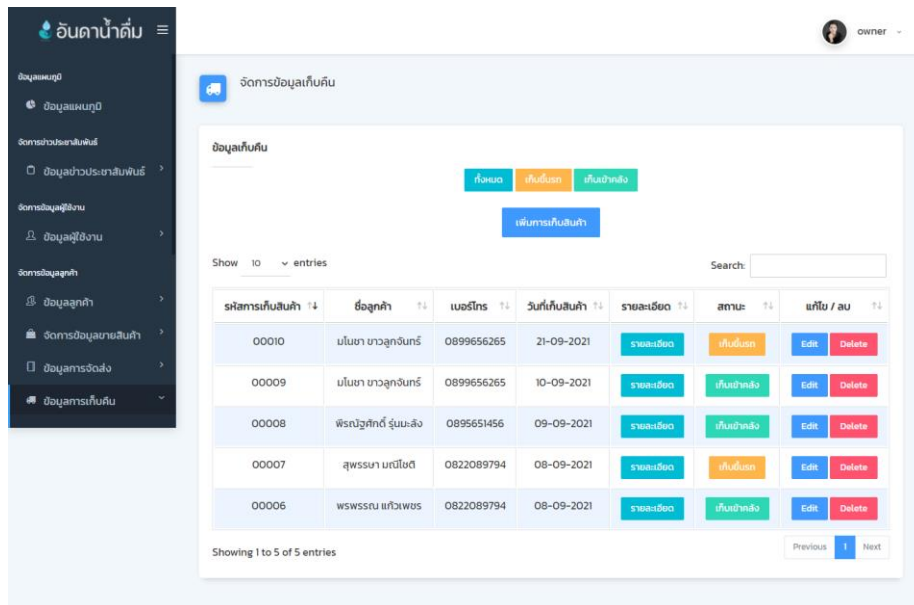 อันดาน้ำดื่ม
owner
ข้อมูลแผนภูมิ
ข้อมูลแผนภูมิ
จัดการข่าวประชาสัมพันธ์
ข้อมูลข่าวประชาสัมพันธ์
จัดการข้อมูลผู้ใช้งาน
ข้อมูลผู้ใช้งาน
จัดการข้อมูลลูกค้า
ข้อมูลลูกค้า
จัดการข้อมูลขายสินค้า
ข้อมูลการจัดส่ง
ข้อมูลการเก็บคืน
จัดการข้อมูลเก็บคืน
ข้อมูลเก็บคืน
ทั้งหมด เก็บขึ้นรถ เก็บเข้าคลัง
เพิ่มการเก็บสินค้า
Show 10 entries Search:
รหัสการเก็บสินค้า ชื่อลูกค้า เบอร์โทร วันที่เก็บสินค้า รายละเอียด สถานะ แก้ไข / ลบ
00010 มโนชา ขาวลูกจันทร์ 0899656265 21-09-2021 รายละเอียด เก็บขึ้นรถ Edit Delete
00009 มโนชา ขาวลูกจันทร์ 0899656265 10-09-2021 รายละเอียด เก็บเข้าคลัง Edit Delete
00008 พีรณัฐศักดิ์ รุ่นมะลัง 0895651456 09-09-2021 รายละเอียด เก็บเข้าคลัง Edit Delete
00007 สุพรรษา มณีโชติ 0822089794 08-09-2021 รายละเอียด เก็บขึ้นรถ Edit Delete
00006 พรพรรณ แก้วเพชร 0822089794 08-09-2021 รายละเอียด เก็บเข้าคลัง Edit Delete
Showing 1 to 5 of 5 entries
Previous 1 Next